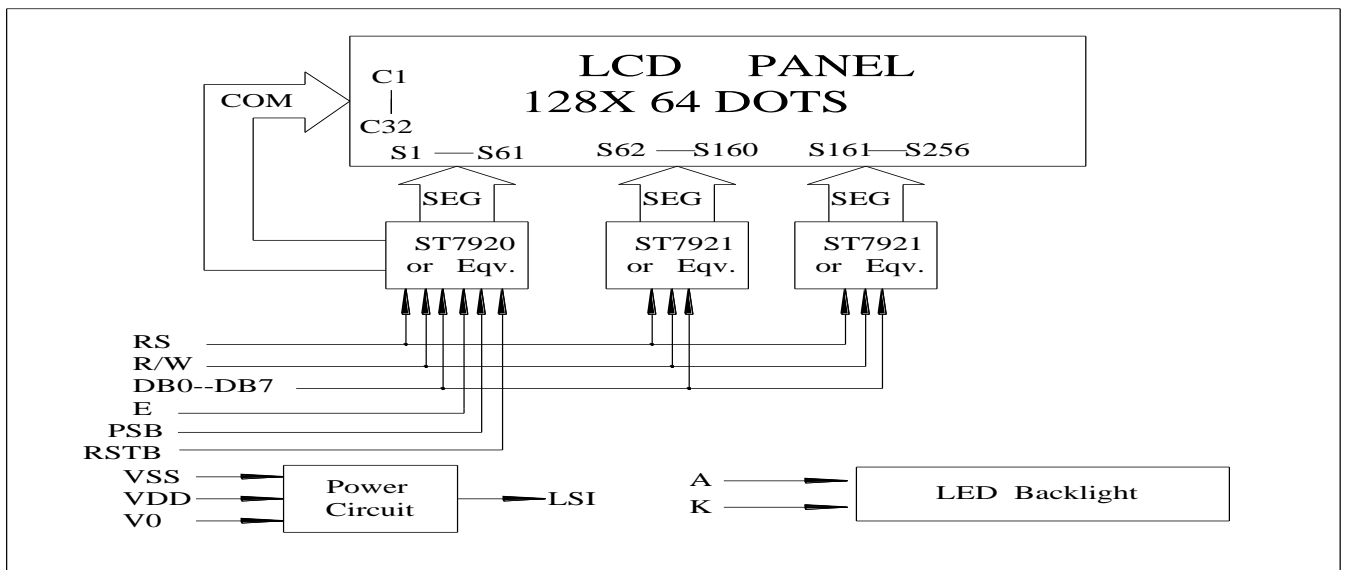 LCD PANEL
128X 64 DOTS
C1
C32
COM
S1 S61
S62 S160
S161 S256
SEG
SEG
SEG
ST7920
or Eqv.
ST7921
or Eqv.
ST7921
or Eqv.
RS
R/W
DB0--DB7
E
PSB
RSTB
VSS
VDD
V0
Power
Circuit
LSI
A
K
LED Backlight